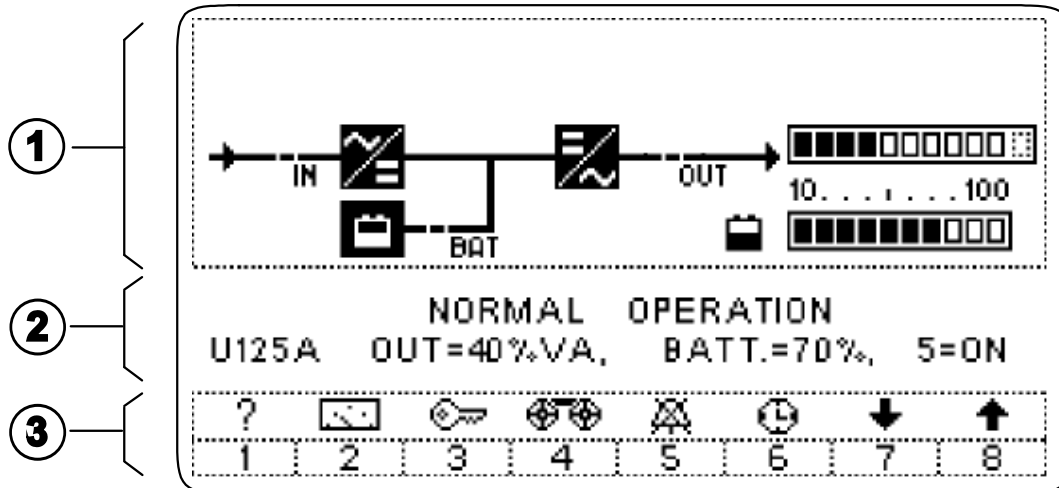 1
IN
OUT
10. . . ı . . . 100
BAT
2
NORMAL OPERATION
U125A OUT=40%VA, BATT.=70%, 5=ON
3
?
1 2 3 4 5 6 7 8